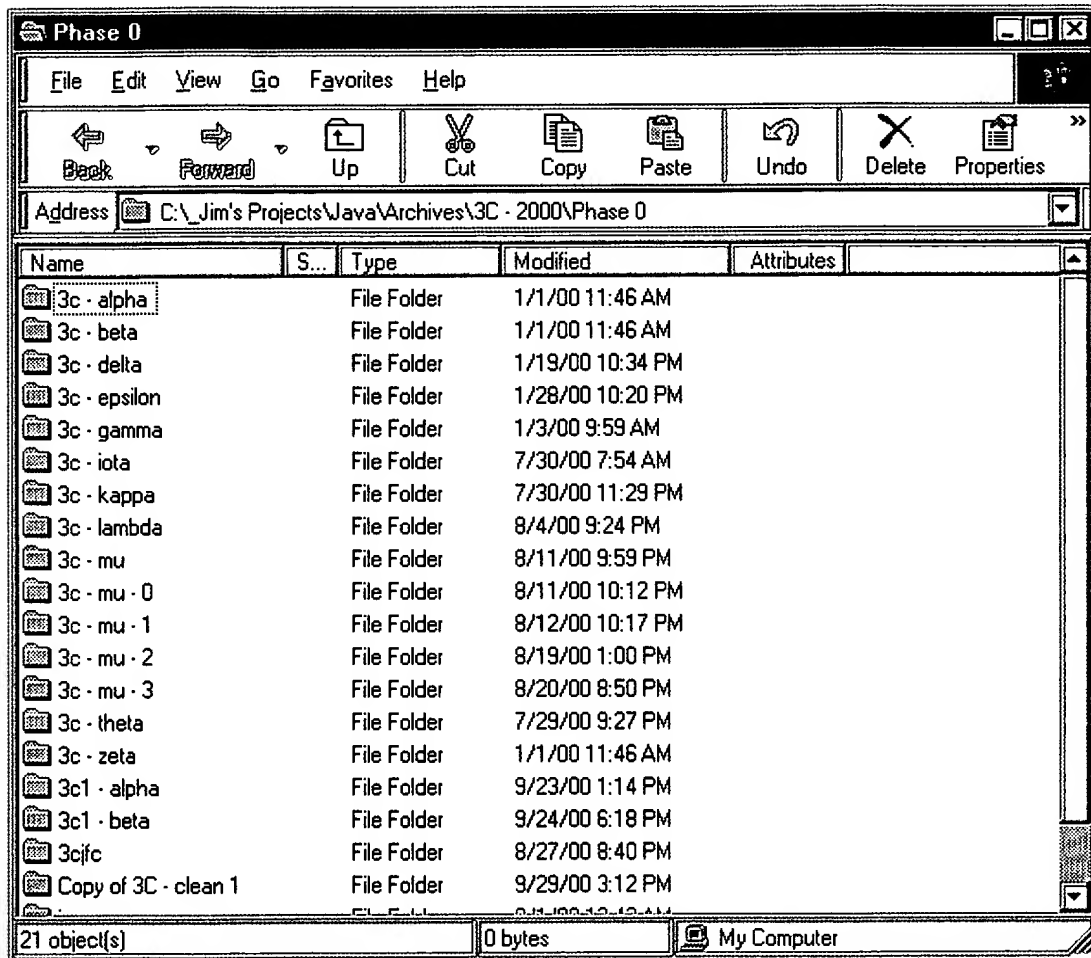 Phase 0
File Edit View Go Favorites Help
Back Forward Up Cut Copy Paste Undo Delete Properties »
Address C:\_Jim's Projects\Java\Archives\3C - 2000\Phase 0
Name S... Type Modified Attributes
3c - alpha File Folder 1/1/00 11:46 AM
3c - beta File Folder 1/1/00 11:46 AM
3c - delta File Folder 1/19/00 10:34 PM
3c - epsilon File Folder 1/28/00 10:20 PM
3c - gamma File Folder 1/3/00 9:59 AM
3c - iota File Folder 7/30/00 7:54 AM
3c - kappa File Folder 7/30/00 11:29 PM
3c - lambda File Folder 8/4/00 9:24 PM
3c - mu File Folder 8/11/00 9:59 PM
3c - mu - 0 File Folder 8/11/00 10:12 PM
3c - mu - 1 File Folder 8/12/00 10:17 PM
3c - mu - 2 File Folder 8/19/00 1:00 PM
3c - mu - 3 File Folder 8/20/00 8:50 PM
3c - theta File Folder 7/29/00 9:27 PM
3c - zeta File Folder 1/1/00 11:46 AM
3c1 - alpha File Folder 9/23/00 1:14 PM
3c1 - beta File Folder 9/24/00 6:18 PM
3cjfc File Folder 8/27/00 8:40 PM
Copy of 3C - clean 1 File Folder 9/29/00 3:12 PM
File Folder
21 object(s) 0 bytes My Computer